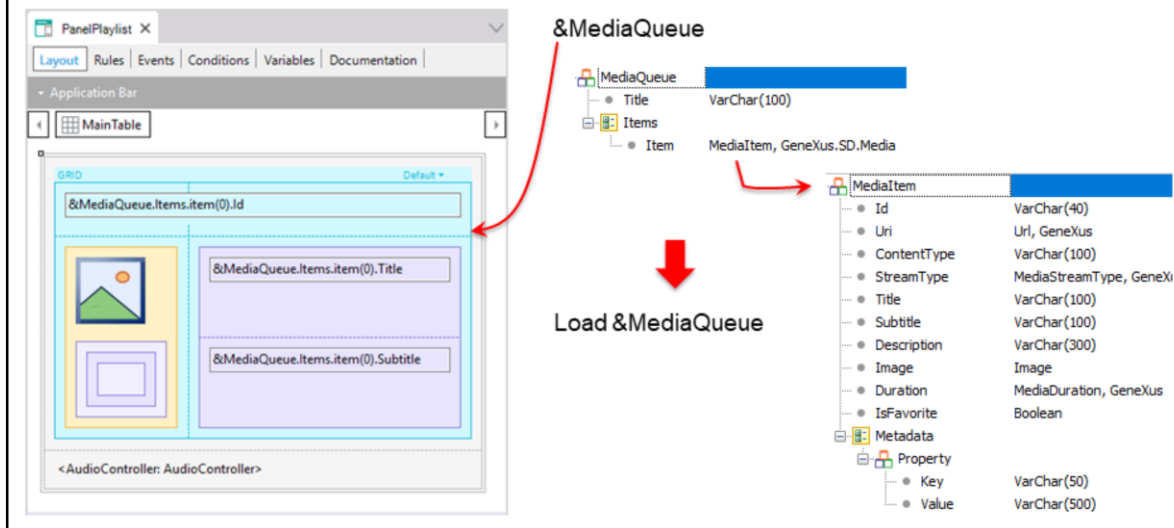 PanelPlaylist
Layout | Rules | Events | Conditions | Variables | Documentation
Application Bar
MainTable
GRID Default
&MediaQueue.Items.item(0).Id
&MediaQueue.Items.item(0).Title
&MediaQueue.Items.item(0).Subtitle
<AudioController: AudioController>
&MediaQueue
MediaQueue
Title VarChar(100)
Items
Item MediaItem, GeneXus.SD.Media
Load &MediaQueue
MediaItem
Id VarChar(40)
Uri Url, GeneXus
ContentType VarChar(100)
StreamType MediaStreamType, GeneX
Title VarChar(100)
Subtitle VarChar(100)
Description VarChar(300)
Image Image
Duration MediaDuration, GeneXus
IsFavorite Boolean
Metadata
Property
Key VarChar(50)
Value VarChar(500)